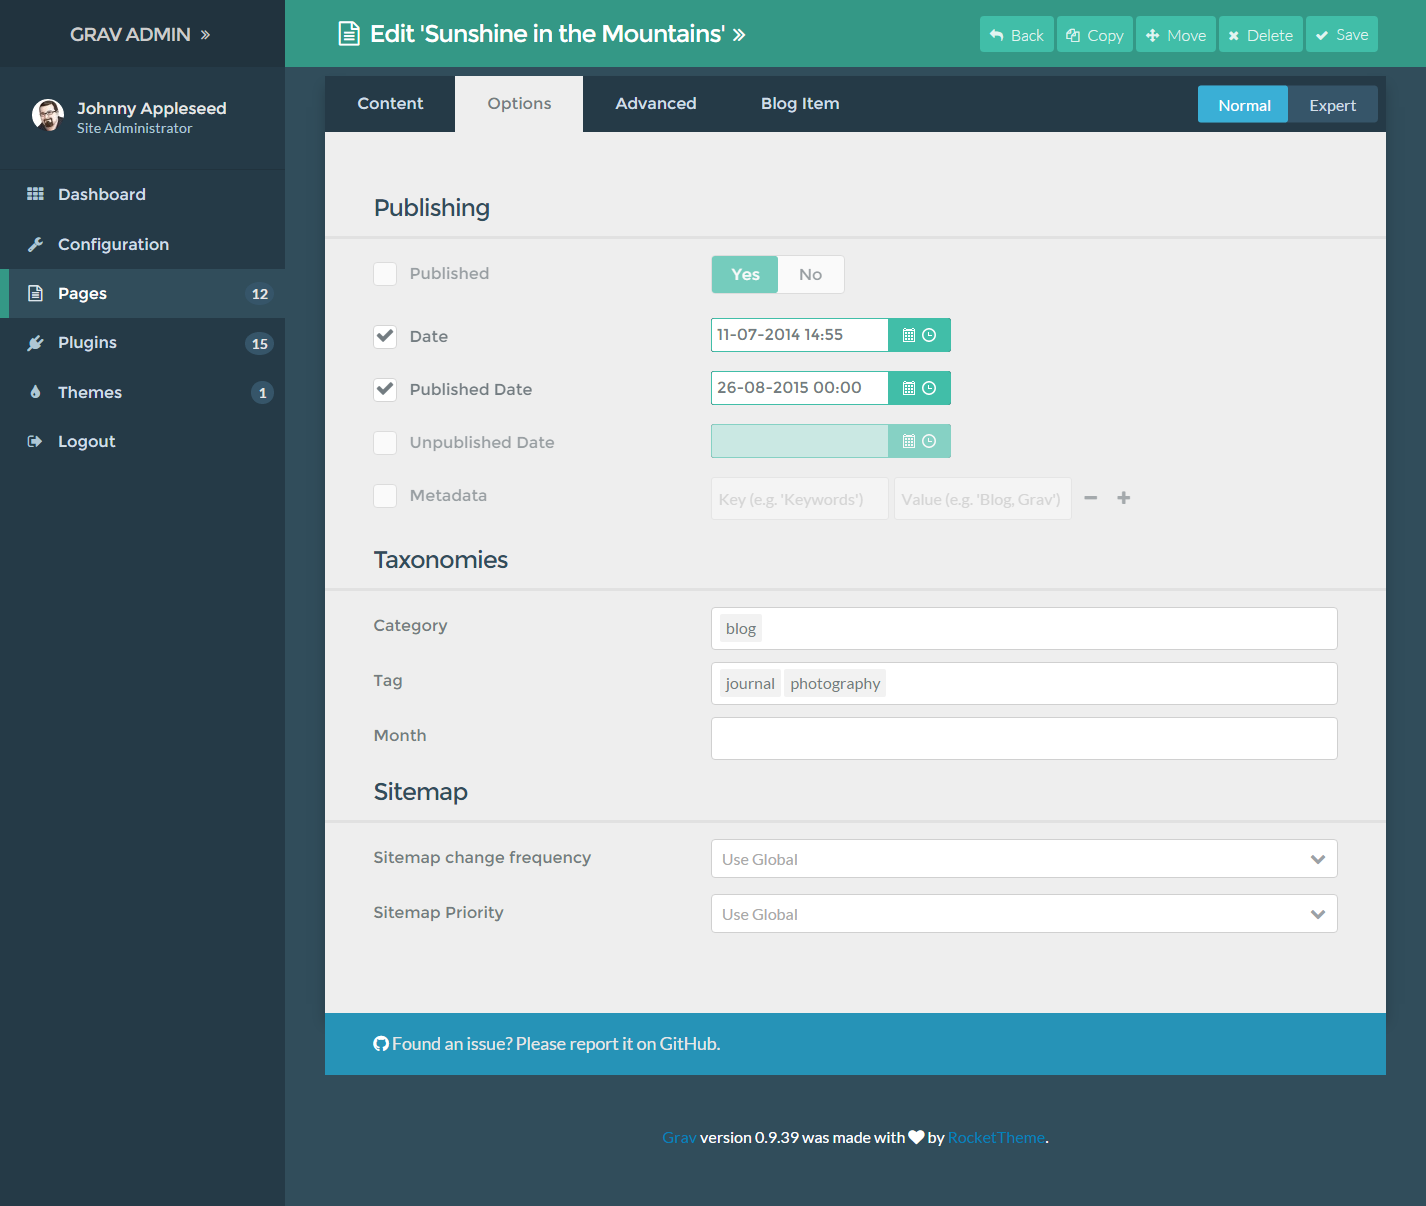 GRAV ADMIN »
Edit 'Sunshine in the Mountains' »
Back Copy Move Delete Save
Johnny Appleseed
Site Administrator
Dashboard
Configuration
Pages 12
Plugins 15
Themes 1
Logout
Content Options Advanced Blog Item Normal Expert
Publishing
Published Yes No
Date 11-07-2014 14:55
Published Date 26-08-2015 00:00
Unpublished Date
Metadata Key (e.g. 'Keywords') Value (e.g. 'Blog, Grav')
Taxonomies
Category blog
Tag journal photography
Month
Sitemap
Sitemap change frequency Use Global
Sitemap Priority Use Global
Found an issue? Please report it on GitHub.
Grav version 0.9.39 was made with by RocketTheme.